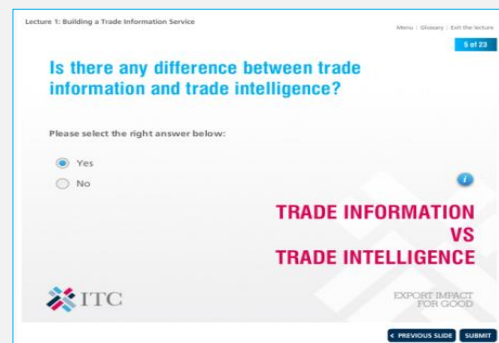 Lecture 1: Building a Trade Information Service
Menu | Glossary | Exit the lecture
5 of 23
Is there any difference between trade
information and trade intelligence?
Please select the right answer below:
Yes
No
i
TRADE INFORMATION
VS
TRADE INTELLIGENCE
ITC
EXPORT IMPACT
FOR GOOD
< PREVIOUS SLIDE
SUBMIT